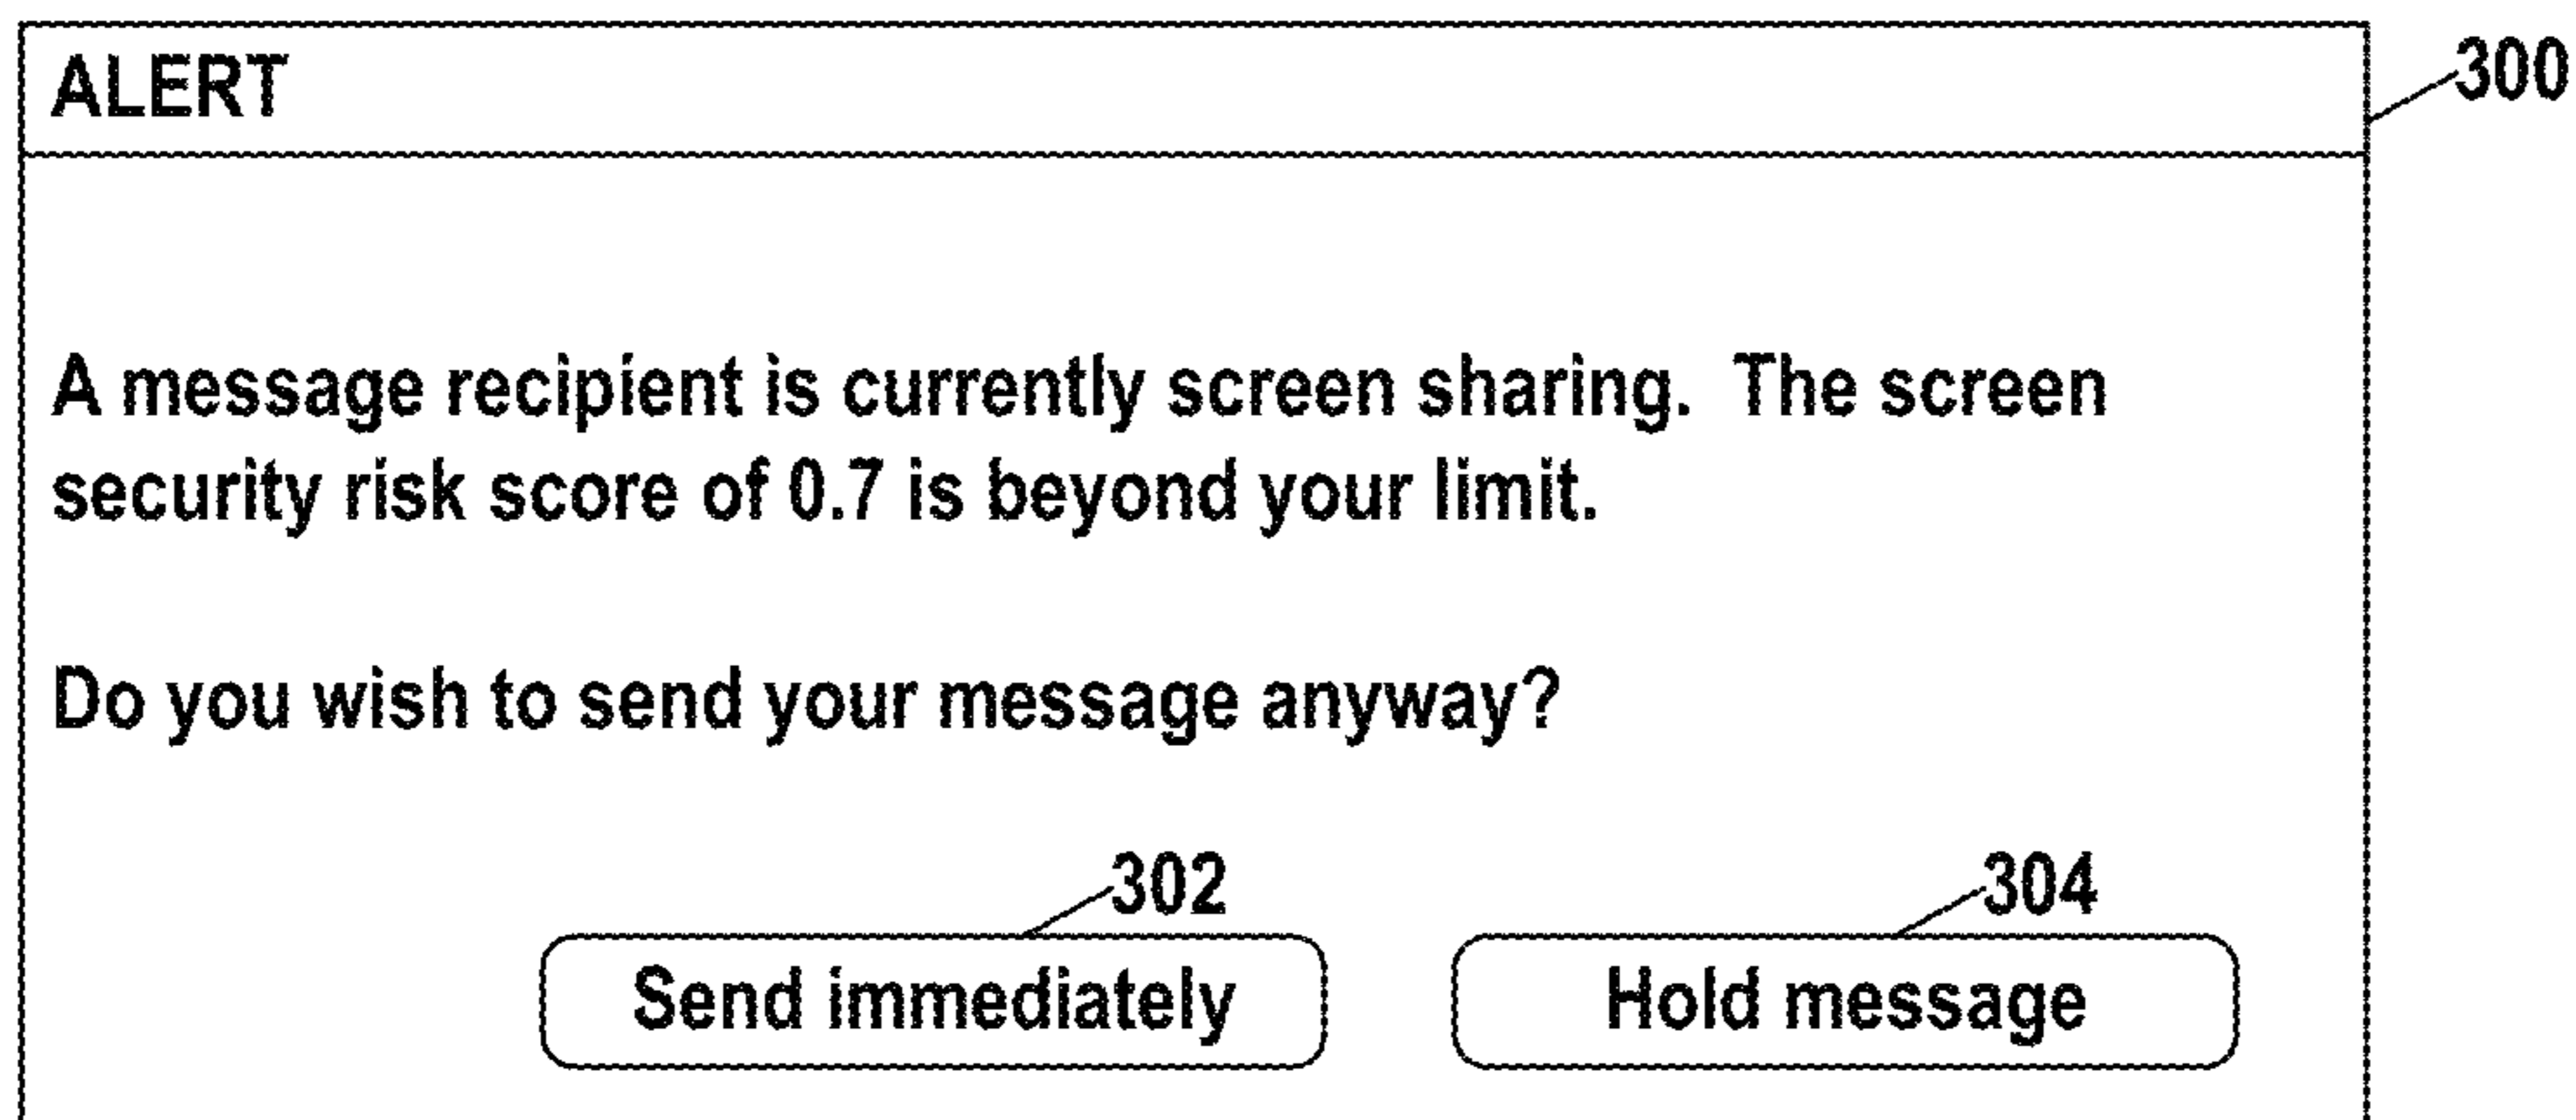 ALERT
300
A message recipient is currently screen sharing.  The screen
security risk score of 0.7 is beyond your limit.
Do you wish to send your message anyway?
302
304
Send immediately
Hold message